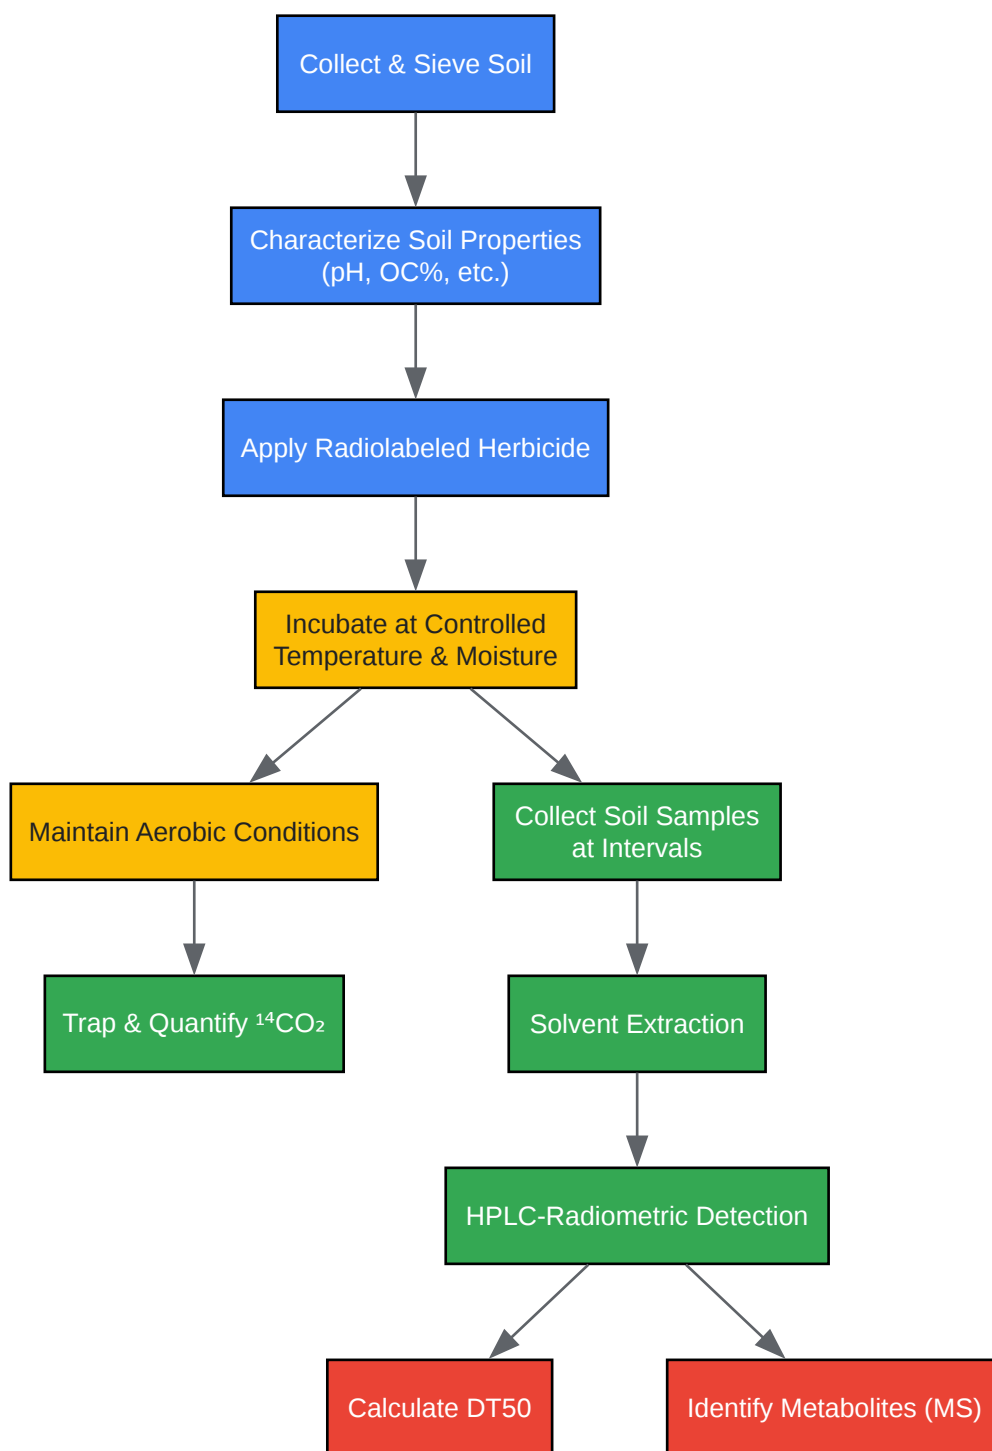 Collect & Sieve Soil
Characterize Soil Properties
(pH, OC%, etc.)
Apply Radiolabeled Herbicide
Incubate at Controlled
Temperature & Moisture
Maintain Aerobic Conditions
Collect Soil Samples
at Intervals
Trap & Quantify ¹⁴CO₂
Solvent Extraction
HPLC-Radiometric Detection
Calculate DT50
Identify Metabolites (MS)